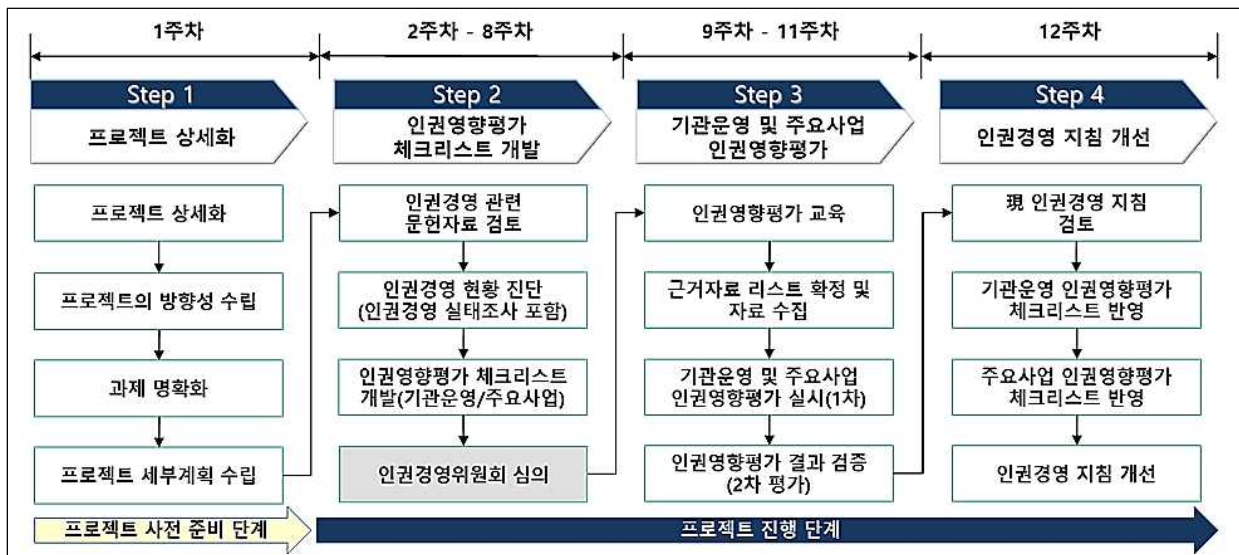 1주차
2주차 - 8주차
9주차 - 11주차
12주차
Step 1
프로젝트 상세화
Step 2
인권영향평가
체크리스트 개발
Step 3
기관운영 및 주요사업
인권영향평가
Step 4
인권경영 지침 개선
프로젝트 상세화
프로젝트의 방향성 수립
과제 명확화
프로젝트 세부계획 수립
인권경영 관련
문헌자료 검토
인권경영 현황 진단
(인권경영 실태조사 포함)
인권영향평가 체크리스트
개발(기관운영/주요사업)
인권경영위원회 심의
인권영향평가 교육
근거자료 리스트 확정 및
자료 수집
기관운영 및 주요사업
인권영향평가 실시(1차)
인권영향평가 결과 검증
(2차 평가)
現 인권경영 지침
검토
기관운영 인권영향평가
체크리스트 반영
주요사업 인권영향평가
체크리스트 반영
인권경영 지침 개선
프로젝트 사전 준비 단계
프로젝트 진행 단계